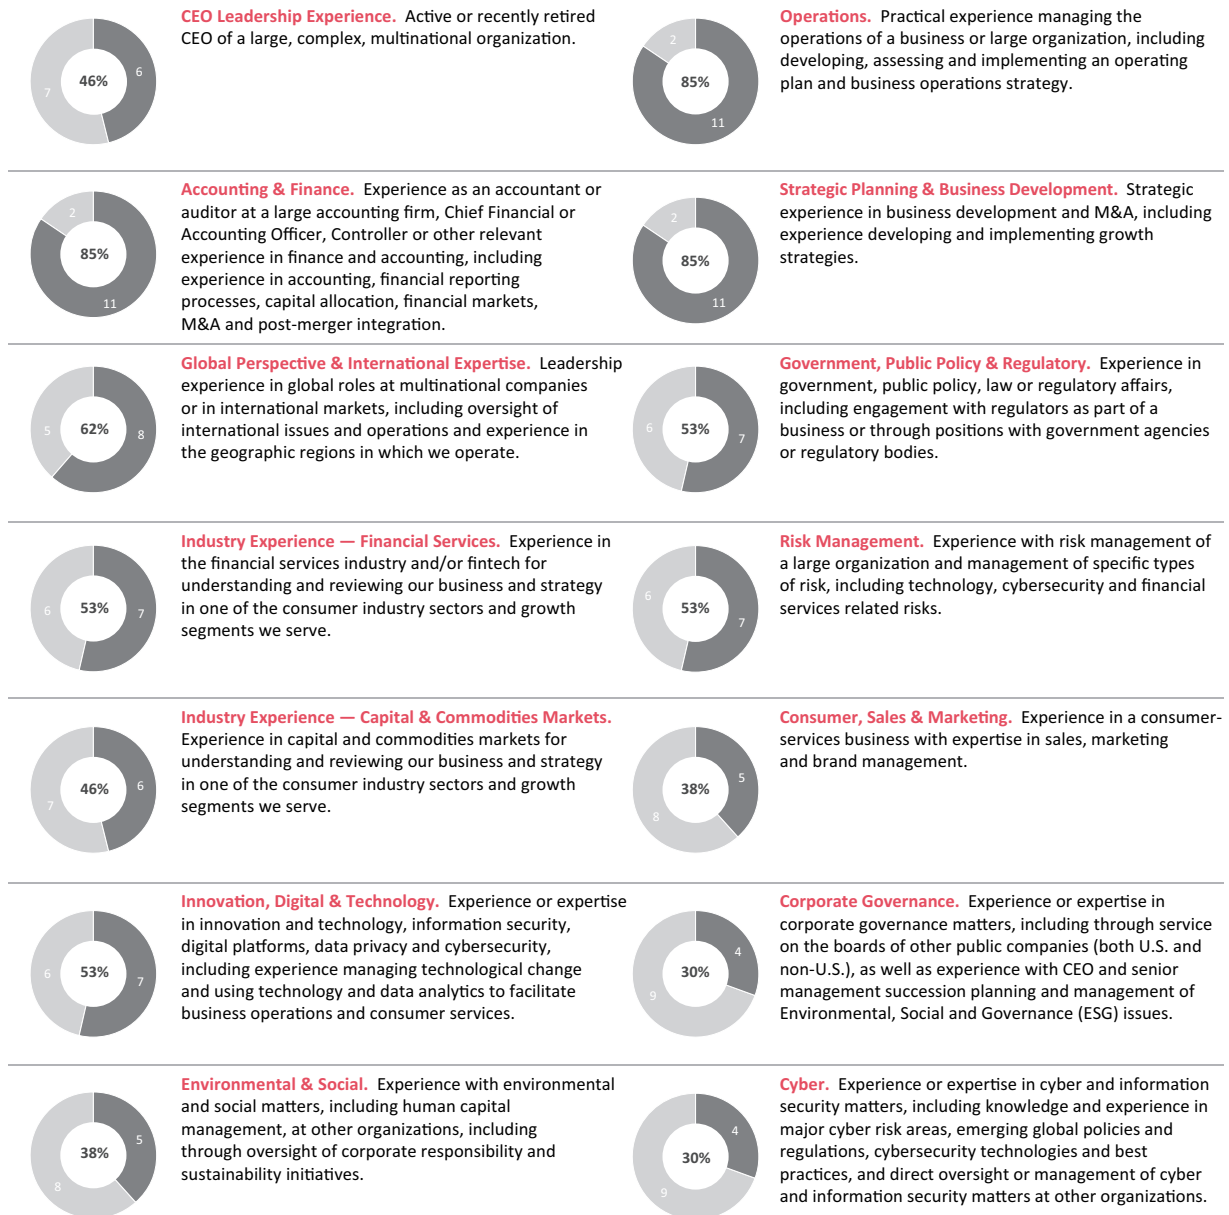 CEO Leadership Experience. Active or recently retired
CEO of a large, complex, multinational organization.
46%
6
7
Operations. Practical experience managing the
operations of a business or large organization, including
developing, assessing and implementing an operating
plan and business operations strategy.
2
85%
11
Accounting & Finance. Experience as an accountant or
auditor at a large accounting firm, Chief Financial or
Accounting Officer, Controller or other relevant
experience in finance and accounting, including
experience in accounting, financial reporting
processes, capital allocation, financial markets,
M&A and post-merger integration.
2
85%
11
Strategic Planning & Business Development. Strategic
experience in business development and M&A, including
experience developing and implementing growth
strategies.
2
85%
11
Global Perspective & International Expertise. Leadership
experience in global roles at multinational companies
or in international markets, including oversight of
international issues and operations and experience in
the geographic regions in which we operate.
5
62%
8
Government, Public Policy & Regulatory. Experience in
government, public policy, law or regulatory affairs,
including engagement with regulators as part of a
business or through positions with government agencies
or regulatory bodies.
6
53%
7
Industry Experience — Financial Services. Experience in
the financial services industry and/or fintech for
understanding and reviewing our business and strategy
in one of the consumer industry sectors and growth
segments we serve.
6
53%
7
Risk Management. Experience with risk management of
a large organization and management of specific types
of risk, including technology, cybersecurity and financial
services related risks.
6
53%
7
Industry Experience — Capital & Commodities Markets.
Experience in capital and commodities markets for
understanding and reviewing our business and strategy
in one of the consumer industry sectors and growth
segments we serve.
46%
6
7
Consumer, Sales & Marketing. Experience in a consumer-
services business with expertise in sales, marketing
and brand management.
5
38%
8
Innovation, Digital & Technology. Experience or expertise
in innovation and technology, information security,
digital platforms, data privacy and cybersecurity,
including experience managing technological change
and using technology and data analytics to facilitate
business operations and consumer services.
6
53%
7
Corporate Governance. Experience or expertise in
corporate governance matters, including through service
on the boards of other public companies (both U.S. and
non-U.S.), as well as experience with CEO and senior
management succession planning and management of
Environmental, Social and Governance (ESG) issues.
4
30%
9
Environmental & Social. Experience with environmental
and social matters, including human capital
management, at other organizations, including
through oversight of corporate responsibility and
sustainability initiatives.
5
38%
8
Cyber. Experience or expertise in cyber and information
security matters, including knowledge and experience in
major cyber risk areas, emerging global policies and
regulations, cybersecurity technologies and best
practices, and direct oversight or management of cyber
and information security matters at other organizations.
4
30%
9